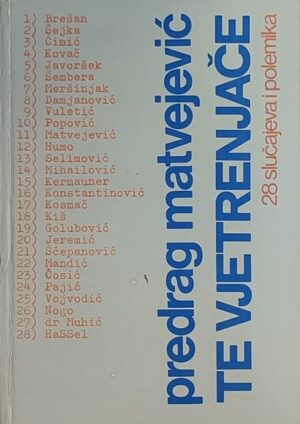 1) Brešan
2) Šejka
3) Čimić
4) Kovač
5) Javoršek
6) Šembera
7) Meršinjak
8) Damjanović
9) Vuletić
10) Popović
11) Matvejević
12) Humo
13) Selimović
14) Mihailović
15) Kermauner
16) Konstantinović
17) Kosmač
18) Kiš
19) Golubović
20) Jeremić
21) Šćepanović
22) Mandić
23) Ćosić
24) Pajić
25) Vojvodić
26) Nogo
27) dr Muhić
28) HaSSel
predrag matvejević
TE VJETRENJAČE
28 slučajeva i polemika